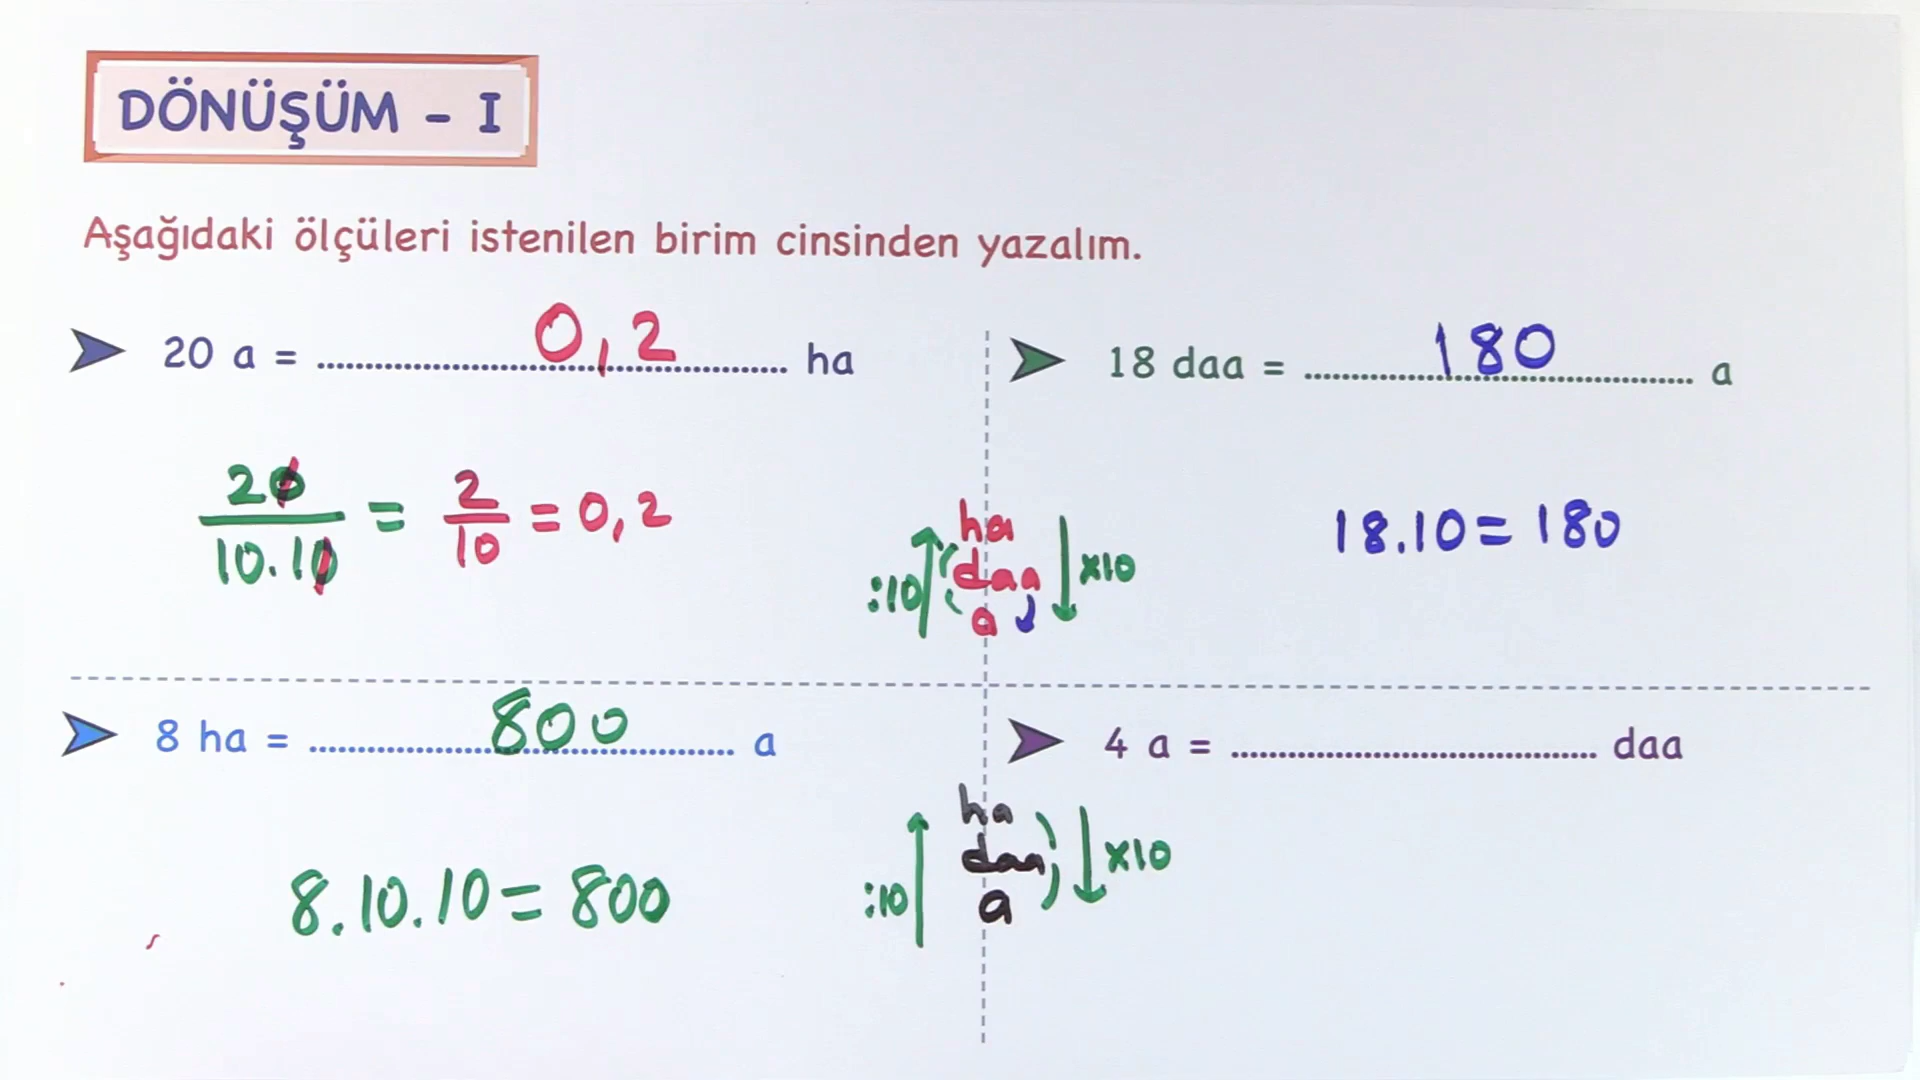 DÖNÜŞÜM - I
Aşağıdaki ölçüleri istenilen birim cinsinden yazalım.
20 a = 0,2 ha
20/10.10 = 2/10 = 0,2
18 daa = 180 a
18.10 = 180
:10
ha
daa
a
x10
8 ha = 800 a
8.10.10 = 800
4 a = ........................................ daa
:10
ha
daa
a
x10